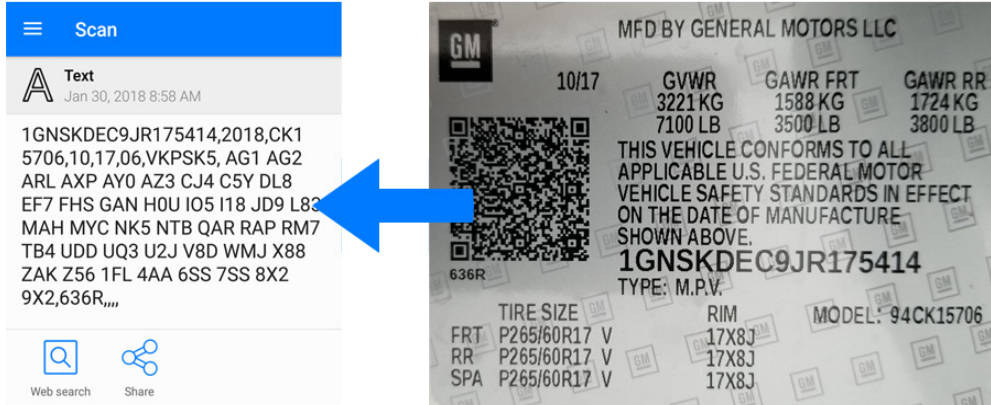 Scan
Text
Jan 30, 2018 8:58 AM
1GNSKDEC9JR175414,2018,CK1
5706,10,17,06,VKPSK5, AG1 AG2
ARL AXP AY0 AZ3 CJ4 C5Y DL8
EF7 FHS GAN H0U IO5 I18 JD9 L83
MAH MYC NK5 NTB QAR RAP RM7
TB4 UDD UQ3 U2J V8D WMJ X88
ZAK Z56 1FL 4AA 6SS 7SS 8X2
9X2,636R,,,,
Web search Share
GM
MFD BY GENERAL MOTORS LLC
10/17 GVWR GAWR FRT GAWR RR
3221 KG 1588 KG 1724 KG
7100 LB 3500 LB 3800 LB
THIS VEHICLE CONFORMS TO ALL
APPLICABLE U.S. FEDERAL MOTOR
VEHICLE SAFETY STANDARDS IN EFFECT
ON THE DATE OF MANUFACTURE
SHOWN ABOVE.
636R
1GNSKDEC9JR175414
TYPE: M.P.V.
TIRE SIZE RIM MODEL: 94CK15706
FRT P265/60R17 V 17X8J
RR P265/60R17 V 17X8J
SPA P265/60R17 V 17X8J